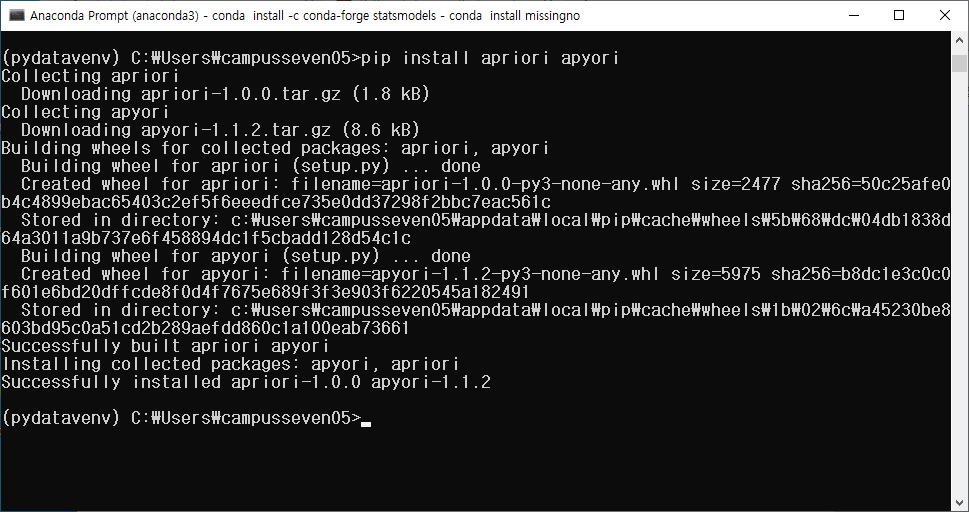 Anaconda Prompt (anaconda3) - conda  install -c conda-forge statsmodels - conda  install missingno
(pydatavenv) C:₩Users₩campusseven05>pip install apriori apyori
Collecting apriori
  Downloading apriori-1.0.0.tar.gz (1.8 kB)
Collecting apyori
  Downloading apyori-1.1.2.tar.gz (8.6 kB)
Building wheels for collected packages: apriori, apyori
  Building wheel for apriori (setup.py) ... done
  Created wheel for apriori: filename=apriori-1.0.0-py3-none-any.whl size=2477 sha256=50c25afe0
b4c4899ebac65403c2ef5f6eeedfce735e0dd37298f2bbc7eac561c
  Stored in directory: c:₩users₩campusseven05₩appdata₩local₩pip₩cache₩wheels₩5b₩68₩dc₩04db1838d
64a3011a9b737e6f458894dc1f5cbadd128d54c1c
  Building wheel for apyori (setup.py) ... done
  Created wheel for apyori: filename=apyori-1.1.2-py3-none-any.whl size=5975 sha256=b8dc1e3c0c0
f601e6bd20dffcde8f0d4f7675e689f3f3e903f6220545a182491
  Stored in directory: c:₩users₩campusseven05₩appdata₩local₩pip₩cache₩wheels₩1b₩02₩6c₩a45230be8
603bd95c0a51cd2b289aefdd860c1a100eab73661
Successfully built apriori apyori
Installing collected packages: apyori, apriori
Successfully installed apriori-1.0.0 apyori-1.1.2
(pydatavenv) C:₩Users₩campusseven05>